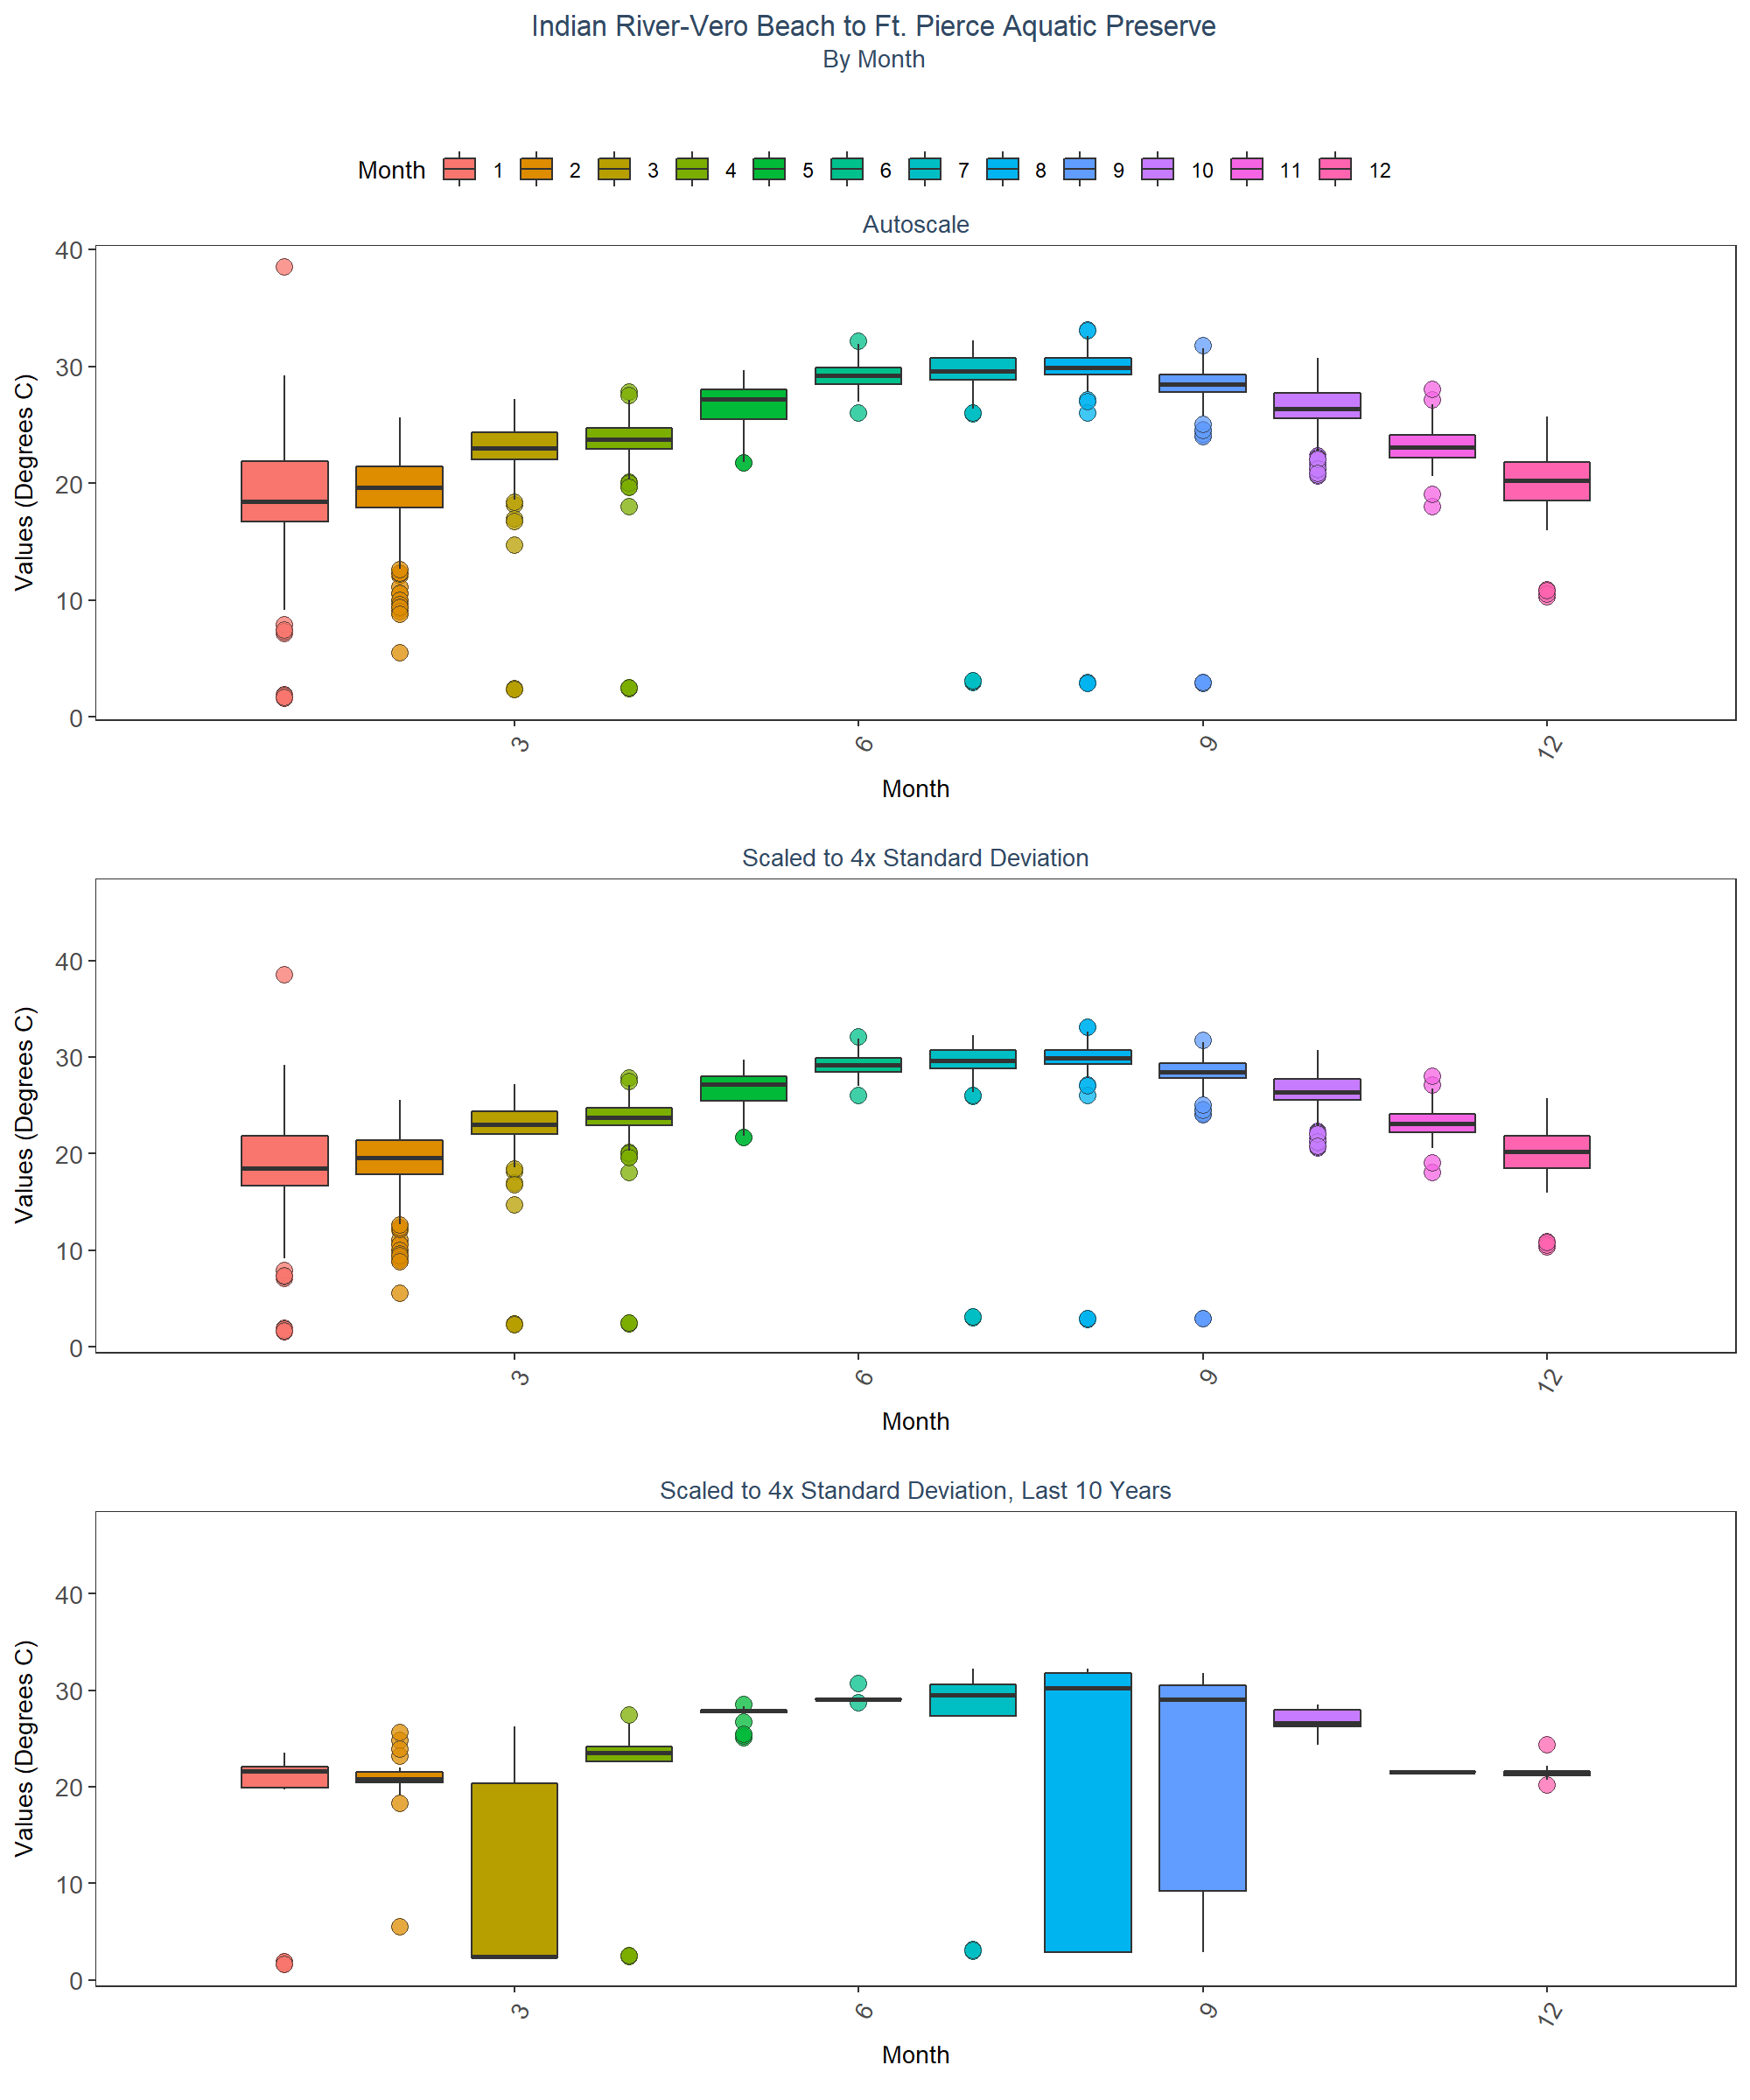 Indian River-Vero Beach to Ft. Pierce Aquatic Preserve
By Month
Month 1 2 3 4 5 6 7 8 9 10 11 12
Autoscale
Values (Degrees C)
40
30
20
10
0
3 6 9 12
Month
Scaled to 4x Standard Deviation
Values (Degrees C)
40
30
20
10
0
3 6 9 12
Month
Scaled to 4x Standard Deviation, Last 10 Years
Values (Degrees C)
40
30
20
10
0
3 6 9 12
Month